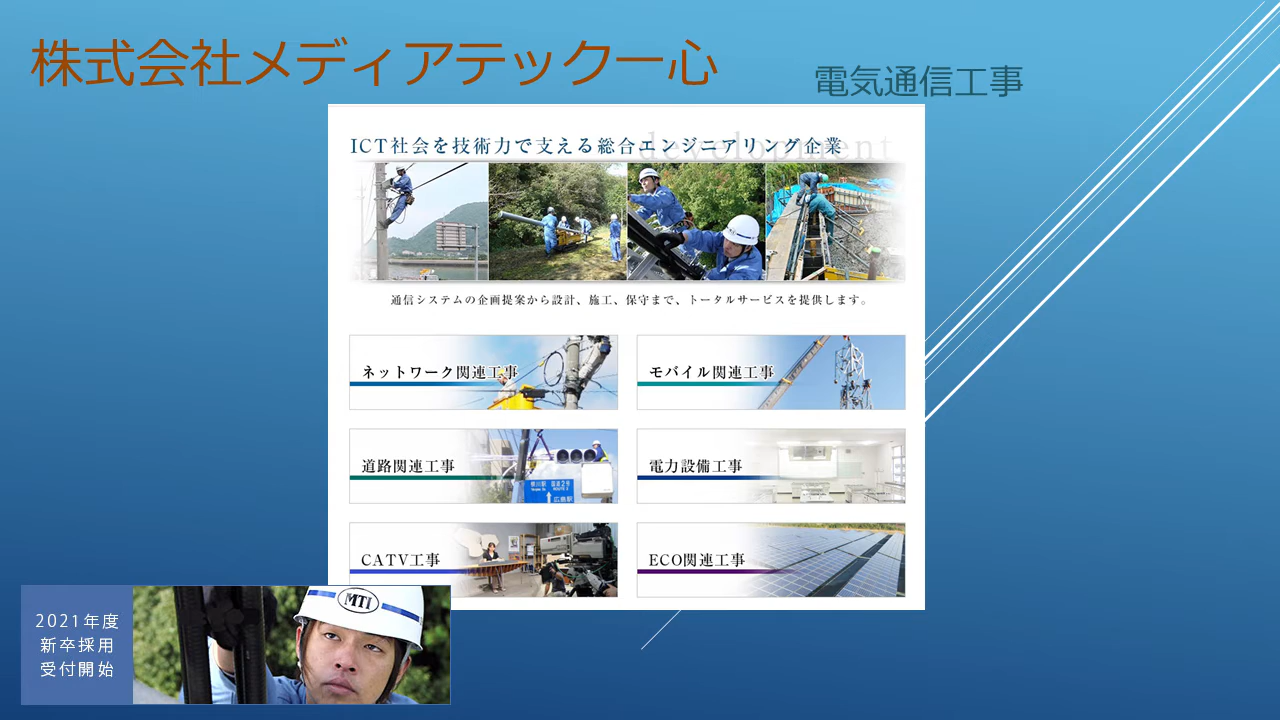 株式会社メディアテック一心
電気通信工事
development
ICT社会を技術力で支える総合エンジニアリング企業
通信システムの企画提案から設計、施工、保守まで、トータルサービスを提供します。
ネットワーク関連工事
モバイル関連工事
道路関連工事
電力設備工事
広島駅
CATV工事
ECO関連工事
2021年度
新卒採用
受付開始
MTI